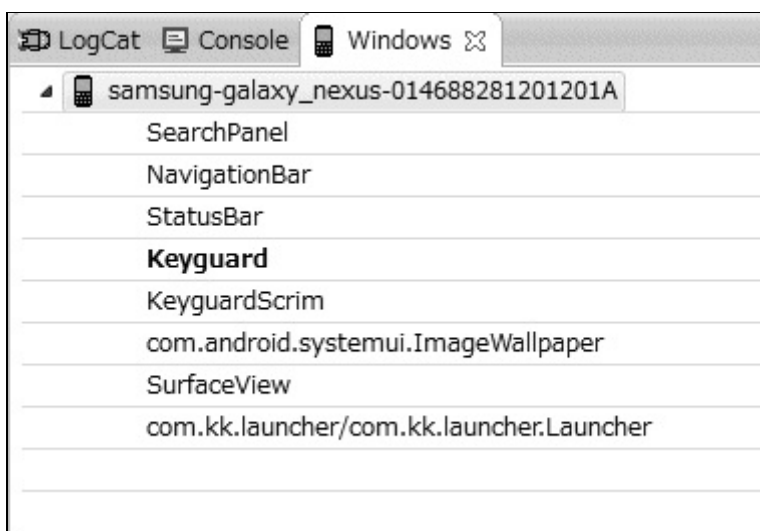 LogCat Console Windows
samsung-galaxy_nexus-014688281201201A
SearchPanel
NavigationBar
StatusBar
Keyguard
KeyguardScrim
com.android.systemui.ImageWallpaper
SurfaceView
com.kk.launcher/com.kk.launcher.Launcher